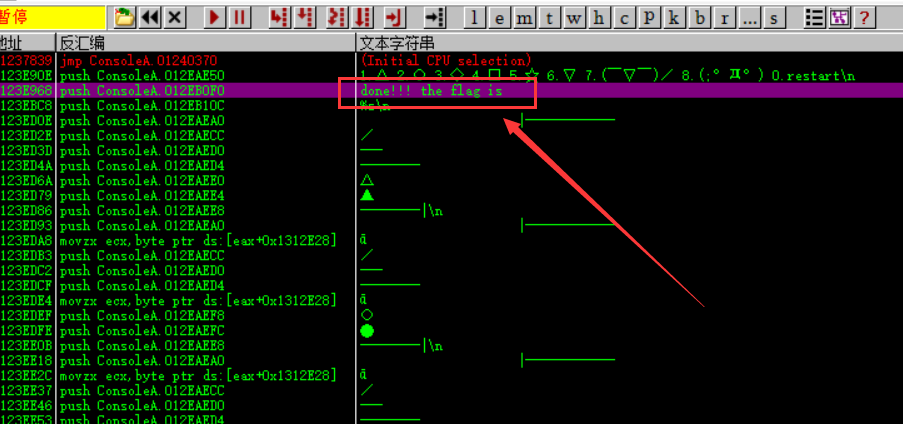 暂停
l e m t w h c p k b r ... s ?
地址 反汇编 文本字符串
1237839 jmp ConsoleA.01240370 (Initial CPU selection)
123E90E push ConsoleA.012EAE50 1.△ 2.○ 3.◇ 4.□ 5.☆ 6.▽ 7.(￣▽￣)／ 8.(;°Д°) 0.restart\n
123E968 push ConsoleA.012EB0F0 done!!! the flag is
123EBC8 push ConsoleA.012EB10C %s\n
123ED0E push ConsoleA.012EAEA0 |—————————
123ED2E push ConsoleA.012EAECC ／
123ED3D push ConsoleA.012EAED0 ——
123ED4A push ConsoleA.012EAED4 ——————
123ED6A push ConsoleA.012EAEE0 △
123ED79 push ConsoleA.012EAEE4 ▲
123ED86 push ConsoleA.012EAEE8 ——————|\n
123ED93 push ConsoleA.012EAEA0 |—————————
123EDA8 movzx ecx,byte ptr ds:[eax+0x1312E28] ā
123EDB3 push ConsoleA.012EAECC ／
123EDC2 push ConsoleA.012EAED0 ——
123EDCF push ConsoleA.012EAED4 ——————
123EDE4 movzx ecx,byte ptr ds:[eax+0x1312E28] ā
123EDEF push ConsoleA.012EAEF8 ◇
123EDFE push ConsoleA.012EAEFC ●
123EE0B push ConsoleA.012EAEE8 ——————|\n
123EE18 push ConsoleA.012EAEA0 |—————————
123EE2C movzx ecx,byte ptr ds:[eax+0x1312E28] ā
123EE37 push ConsoleA.012EAECC ／
123EE46 push ConsoleA.012EAED0 ——
123EE53 push ConsoleA.012EAED4 ——————